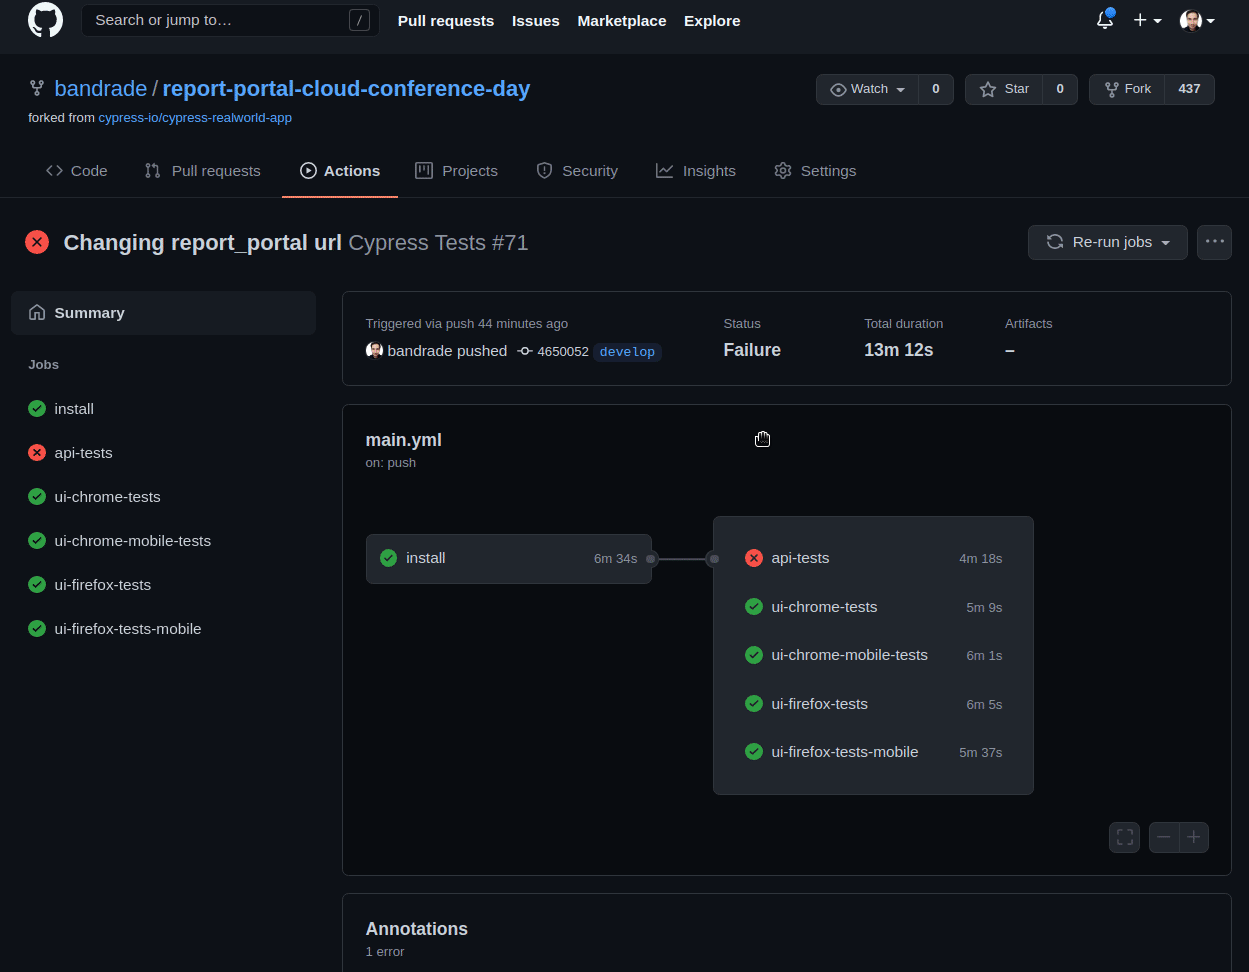 Search or jump to… / Pull requests Issues Marketplace Explore
bandrade / report-portal-cloud-conference-day Watch 0 Star 0 Fork 437
forked from cypress-io/cypress-realworld-app
Code Pull requests Actions Projects Security Insights Settings
Changing report_portal url Cypress Tests #71 Re-run jobs
Summary
Jobs
install
api-tests
ui-chrome-tests
ui-chrome-mobile-tests
ui-firefox-tests
ui-firefox-tests-mobile
Triggered via push 44 minutes ago Status Total duration Artifacts
bandrade pushed 4650052 develop Failure 13m 12s –
main.yml
on: push
install 6m 34s
api-tests 4m 18s
ui-chrome-tests 5m 9s
ui-chrome-mobile-tests 6m 1s
ui-firefox-tests 6m 5s
ui-firefox-tests-mobile 5m 37s
Annotations
1 error